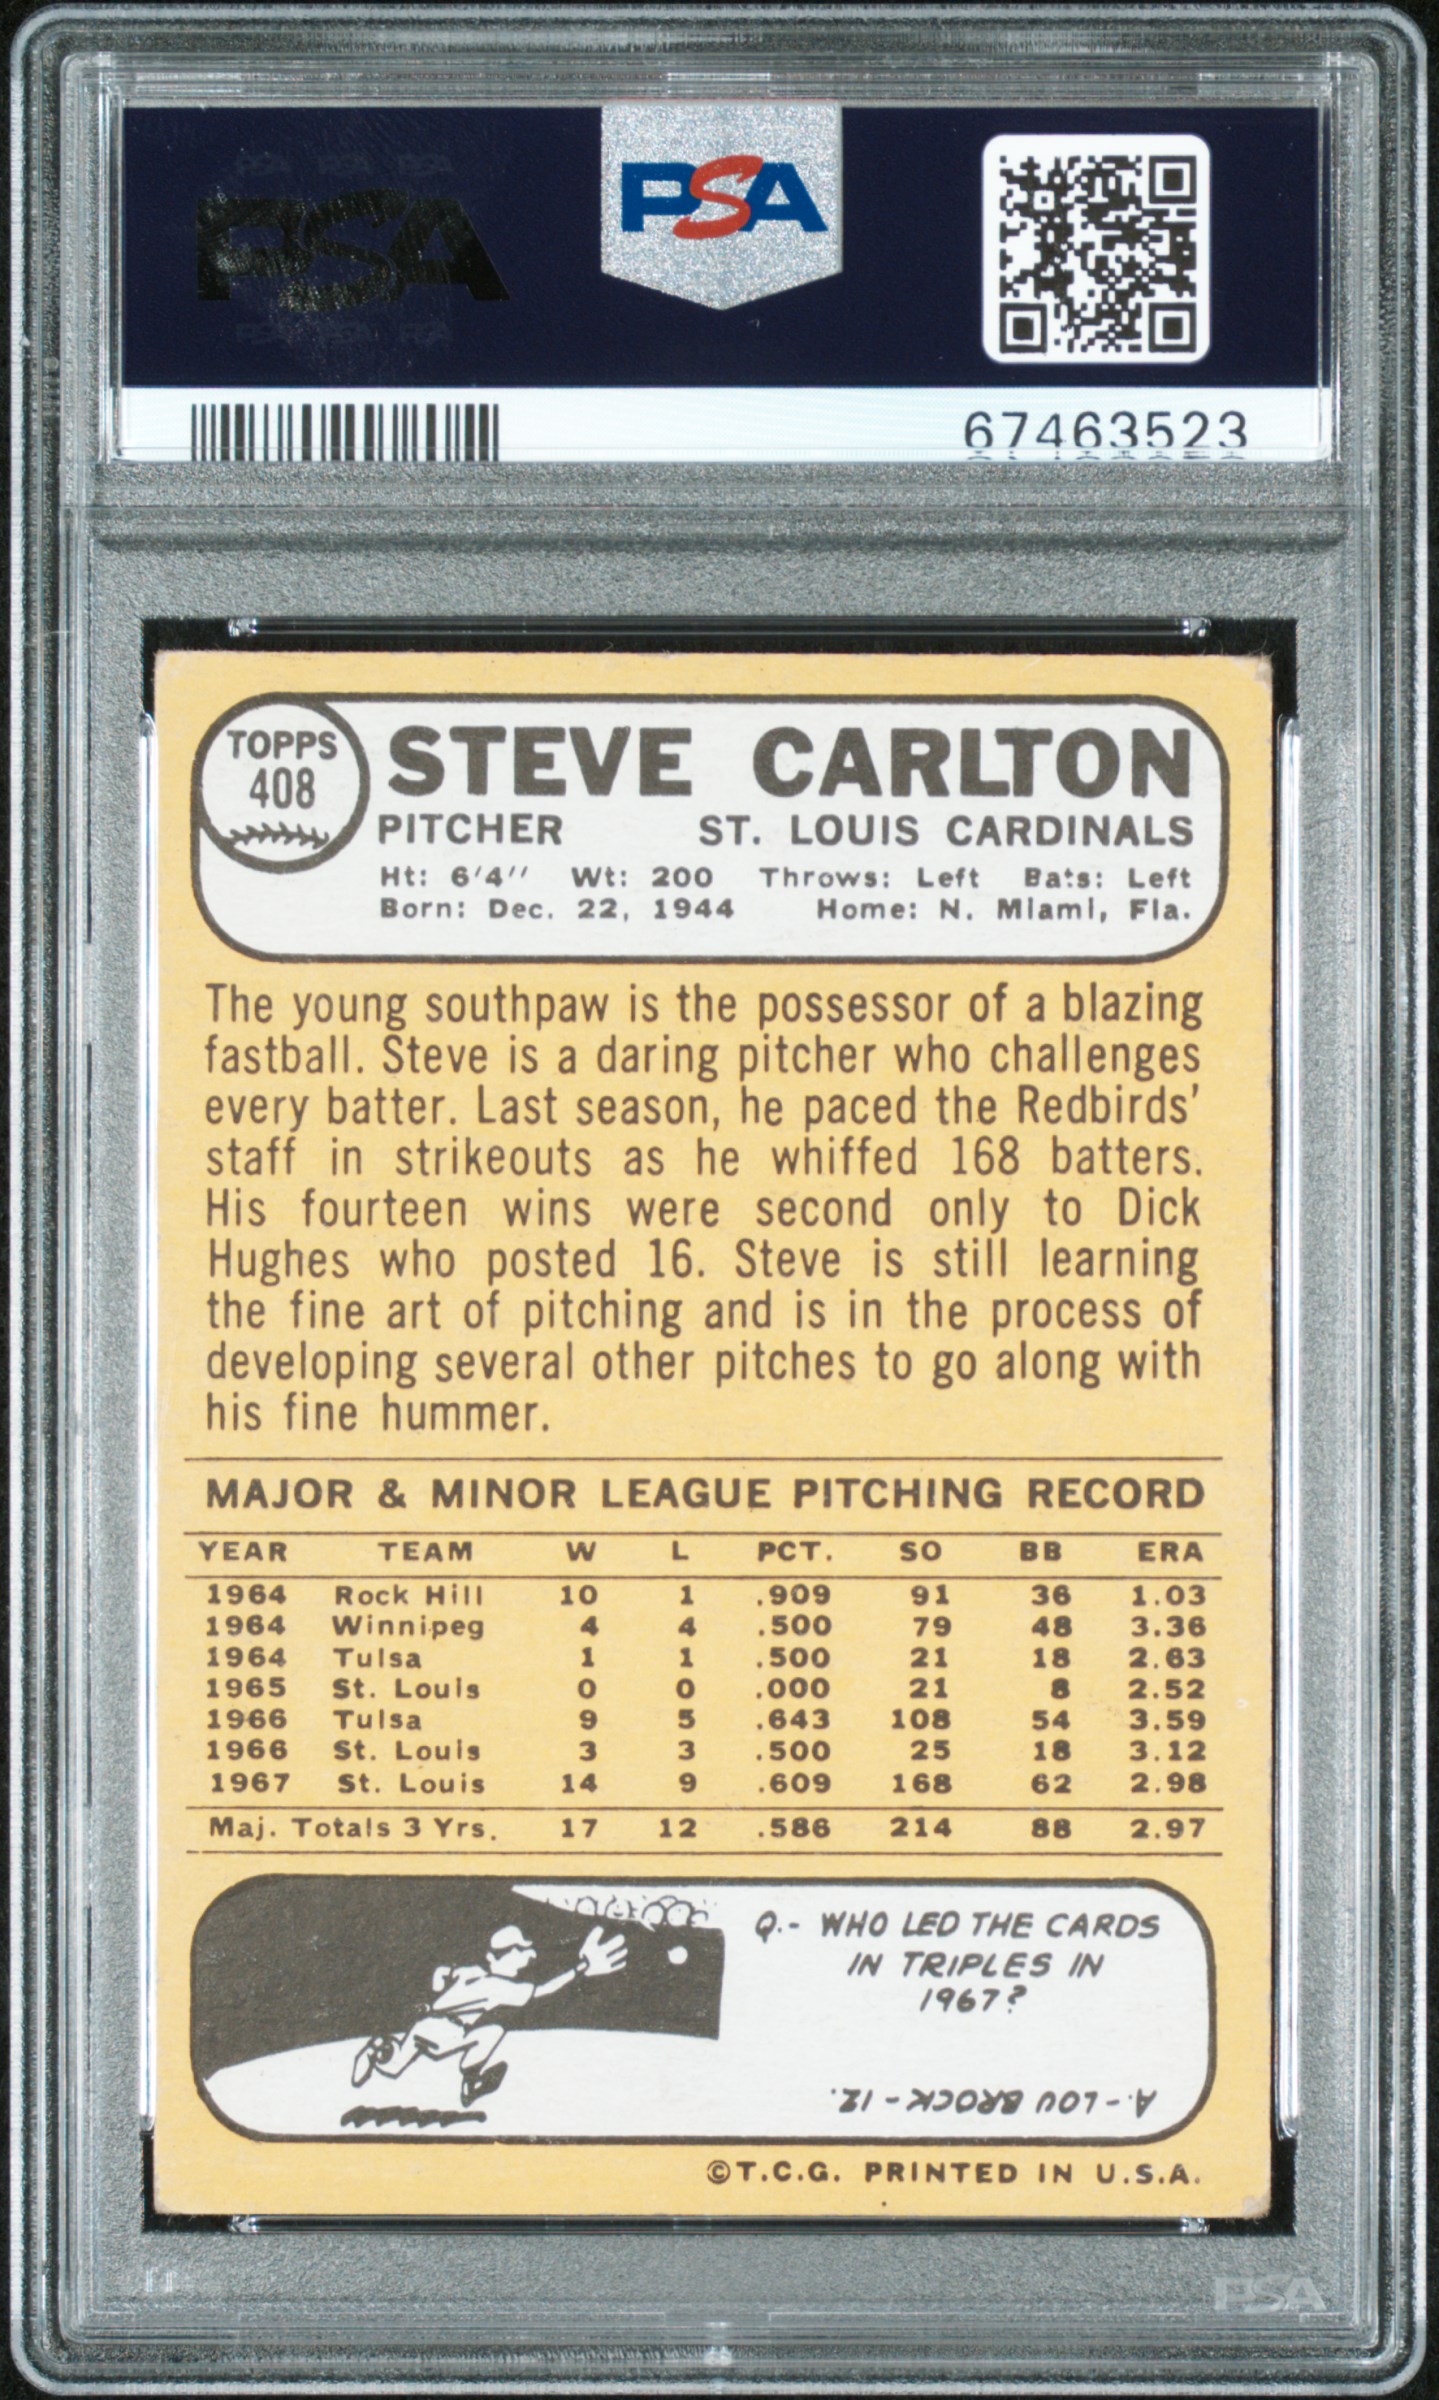 PSA
PSA
67463523
TOPPS
408
STEVE CARLTON
PITCHER ST. LOUIS CARDINALS
Ht: 6'4" Wt: 200 Throws: Left Bats: Left
Born: Dec. 22, 1944 Home: N. Miami, Fla.
The young southpaw is the possessor of a blazing
fastball. Steve is a daring pitcher who challenges
every batter. Last season, he paced the Redbirds'
staff in strikeouts as he whiffed 168 batters.
His fourteen wins were second only to Dick
Hughes who posted 16. Steve is still learning
the fine art of pitching and is in the process of
developing several other pitches to go along with
his fine hummer.
MAJOR & MINOR LEAGUE PITCHING RECORD
YEAR TEAM W L PCT. SO BB ERA
1964 Rock Hill 10 1 .909 91 36 1.03
1964 Winnipeg 4 4 .500 79 48 3.36
1964 Tulsa 1 1 .500 21 18 2.63
1965 St. Louis 0 0 .000 21 8 2.52
1966 Tulsa 9 5 .643 108 54 3.59
1966 St. Louis 3 3 .500 25 18 3.12
1967 St. Louis 14 9 .609 168 62 2.98
Maj. Totals 3 Yrs. 17 12 .586 214 88 2.97
Q.- WHO LED THE CARDS
IN TRIPLES IN
1967?
A.- LOU BROCK - 12.
©T.C.G. PRINTED IN U.S.A.
PSA